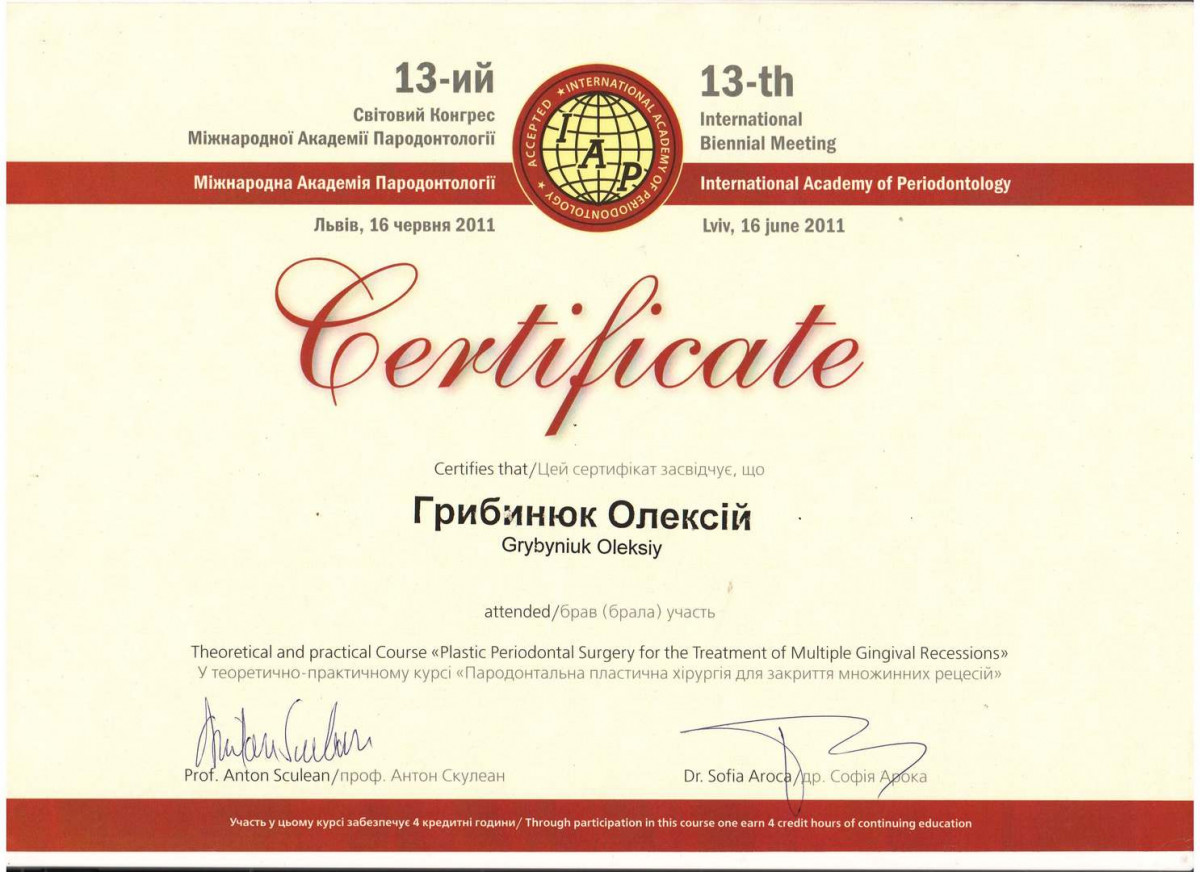 13-ий
Світовий Конгрес
Міжнародної Академії Пародонтології
Міжнародна Академія Пародонтології
Львів, 16 червня 2011
ACCEPTED ★ INTERNATIONAL ACADEMY OF PERIODONTOLOGY ★
IAP
13-th
International
Biennial Meeting
International Academy of Periodontology
Lviv, 16 june 2011
Certificate
Certifies that/Цей сертифікат засвідчує, що
Грибинюк Олексій
Grybyniuk Oleksiy
attended/брав (брала) участь
Theoretical and practical Course «Plastic Periodontal Surgery for the Treatment of Multiple Gingival Recessions»
У теоретично-практичному курсі «Пародонтальна пластична хірургія для закриття множинних рецесій»
Anton Sculean
Prof. Anton Sculean/проф. Антон Скулеан
Dr. Sofia Aroca/др. Софія Арока
Участь у цьому курсі забезпечує 4 кредитні години/ Through participation in this course one earn 4 credit hours of continuing education